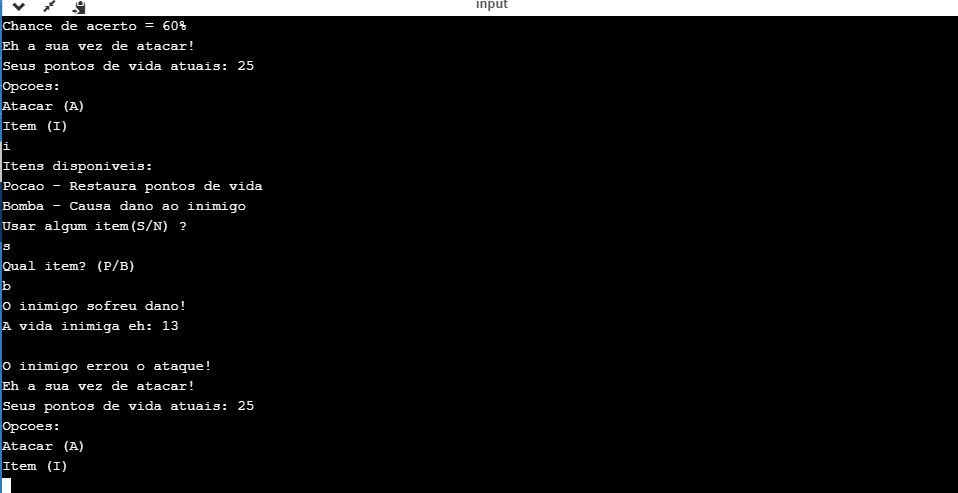 input
Chance de acerto = 60%
Eh a sua vez de atacar!
Seus pontos de vida atuais: 25
Opcoes:
Atacar (A)
Item (I)
i
Itens disponiveis:
Pocao - Restaura pontos de vida
Bomba - Causa dano ao inimigo
Usar algum item(S/N) ?
s
Qual item? (P/B)
b
O inimigo sofreu dano!
A vida inimiga eh: 13
O inimigo errou o ataque!
Eh a sua vez de atacar!
Seus pontos de vida atuais: 25
Opcoes:
Atacar (A)
Item (I)